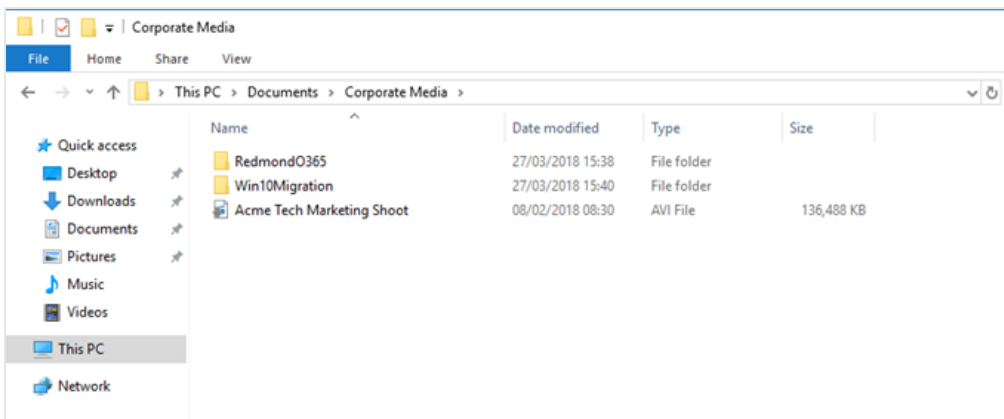 Corporate Media
File Home Share View
This PC > Documents > Corporate Media >
Name Date modified Type Size
Quick access
Desktop
Downloads
Documents
Pictures
Music
Videos
This PC
Network
RedmondO365 27/03/2018 15:38 File folder
Win10Migration 27/03/2018 15:40 File folder
Acme Tech Marketing Shoot 08/02/2018 08:30 AVI File 136,488 KB